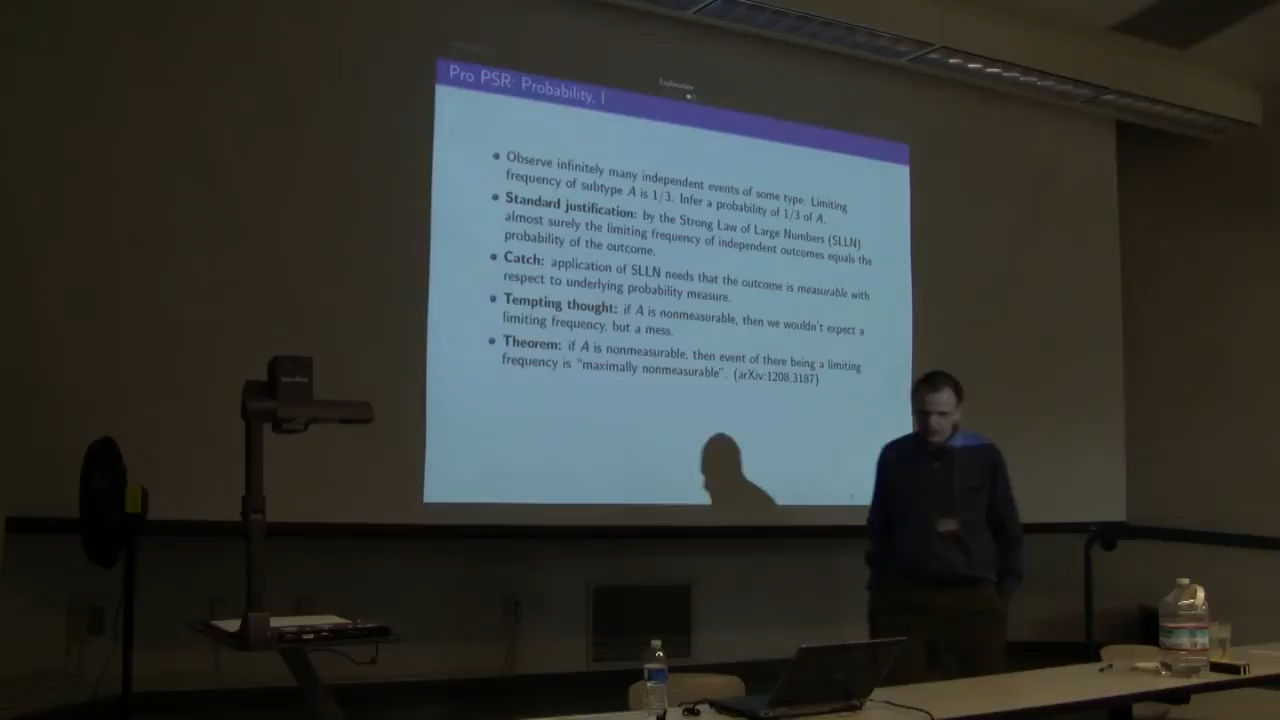 Explanation
Pro PSR: Probability, I
Observe infinitely many independent events of some type. Limiting
frequency of subtype A is 1/3. Infer a probability of 1/3 of A.
Standard justification: by the Strong Law of Large Numbers (SLLN)
almost surely the limiting frequency of independent outcomes equals the
probability of the outcome.
Catch: application of SLLN needs that the outcome is measurable with
respect to underlying probability measure.
Tempting thought: if A is nonmeasurable, then we wouldn't expect a
limiting frequency, but a mess.
Theorem: if A is nonmeasurable, then event of there being a limiting
frequency is “maximally nonmeasurable”. (arXiv:1208.3187)